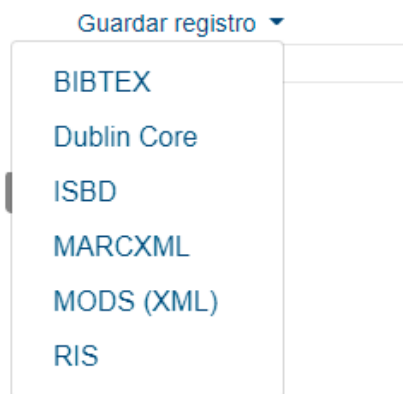 Guardar registro
BIBTEX
Dublin Core
ISBD
MARCXML
MODS (XML)
RIS